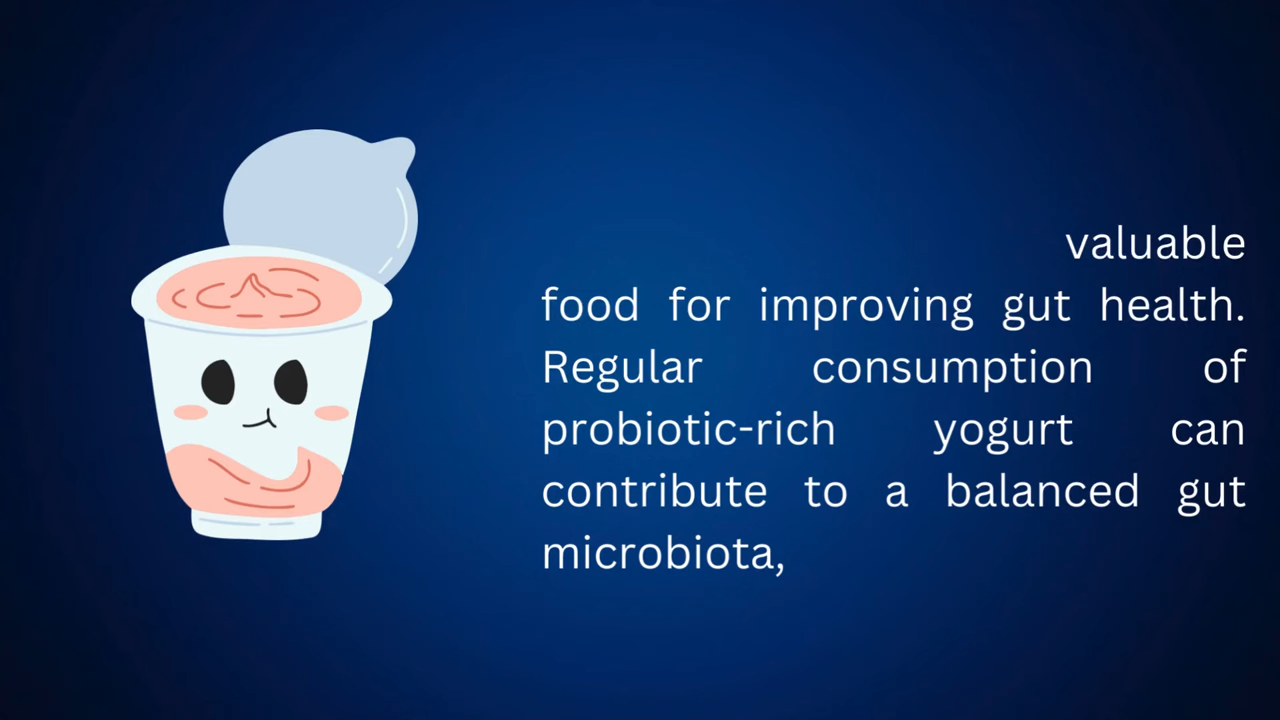 valuable
food for improving gut health.
Regular consumption of
probiotic-rich yogurt can
contribute to a balanced gut
microbiota,